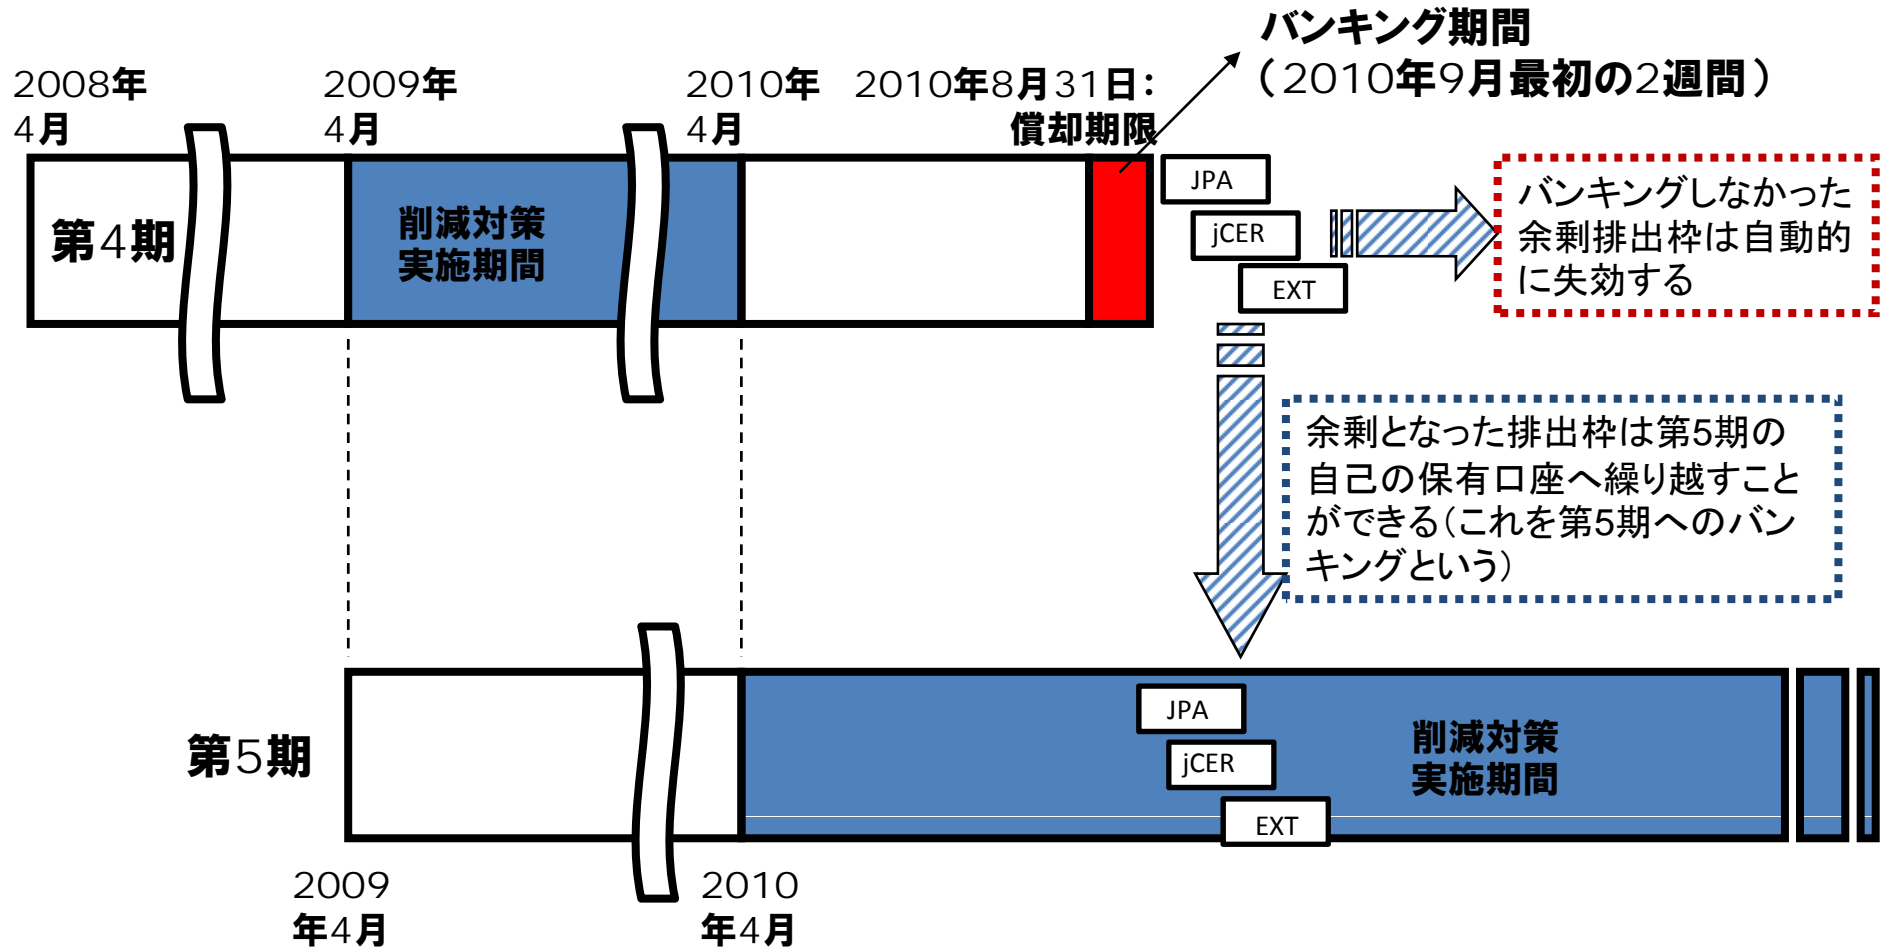 バンキング期間
（2010年9月最初の2週間）
2008年
4月
2009年
4月
2010年
4月
2010年8月31日：
償却期限
第4期
削減対策
実施期間
JPA
jCER
EXT
バンキングしなかった
余剰排出枠は自動的
に失効する
余剰となった排出枠は第5期の
自己の保有口座へ繰り越すこと
ができる（これを第5期へのバン
キングという）
第5期
JPA
jCER
EXT
削減対策
実施期間
2009
年4月
2010
年4月